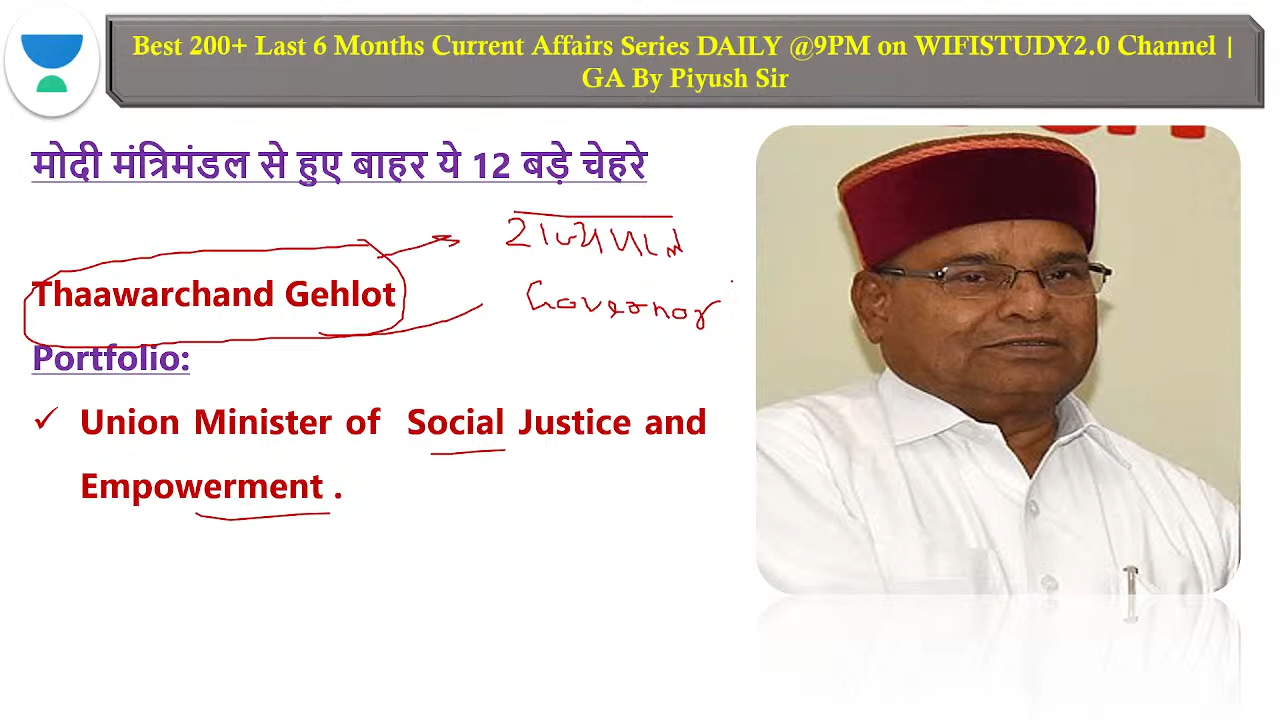 Best 200+ Last 6 Months Current Affairs Series DAILY @9PM on WIFISTUDY2.0 Channel |
GA By Piyush Sir
मोदी मंत्रिमंडल से हुए बाहर ये 12 बड़े चेहरे
राज्यपाल
Thaawarchand Gehlot
Governor
Portfolio:
✓ Union Minister of Social Justice and
Empowerment .